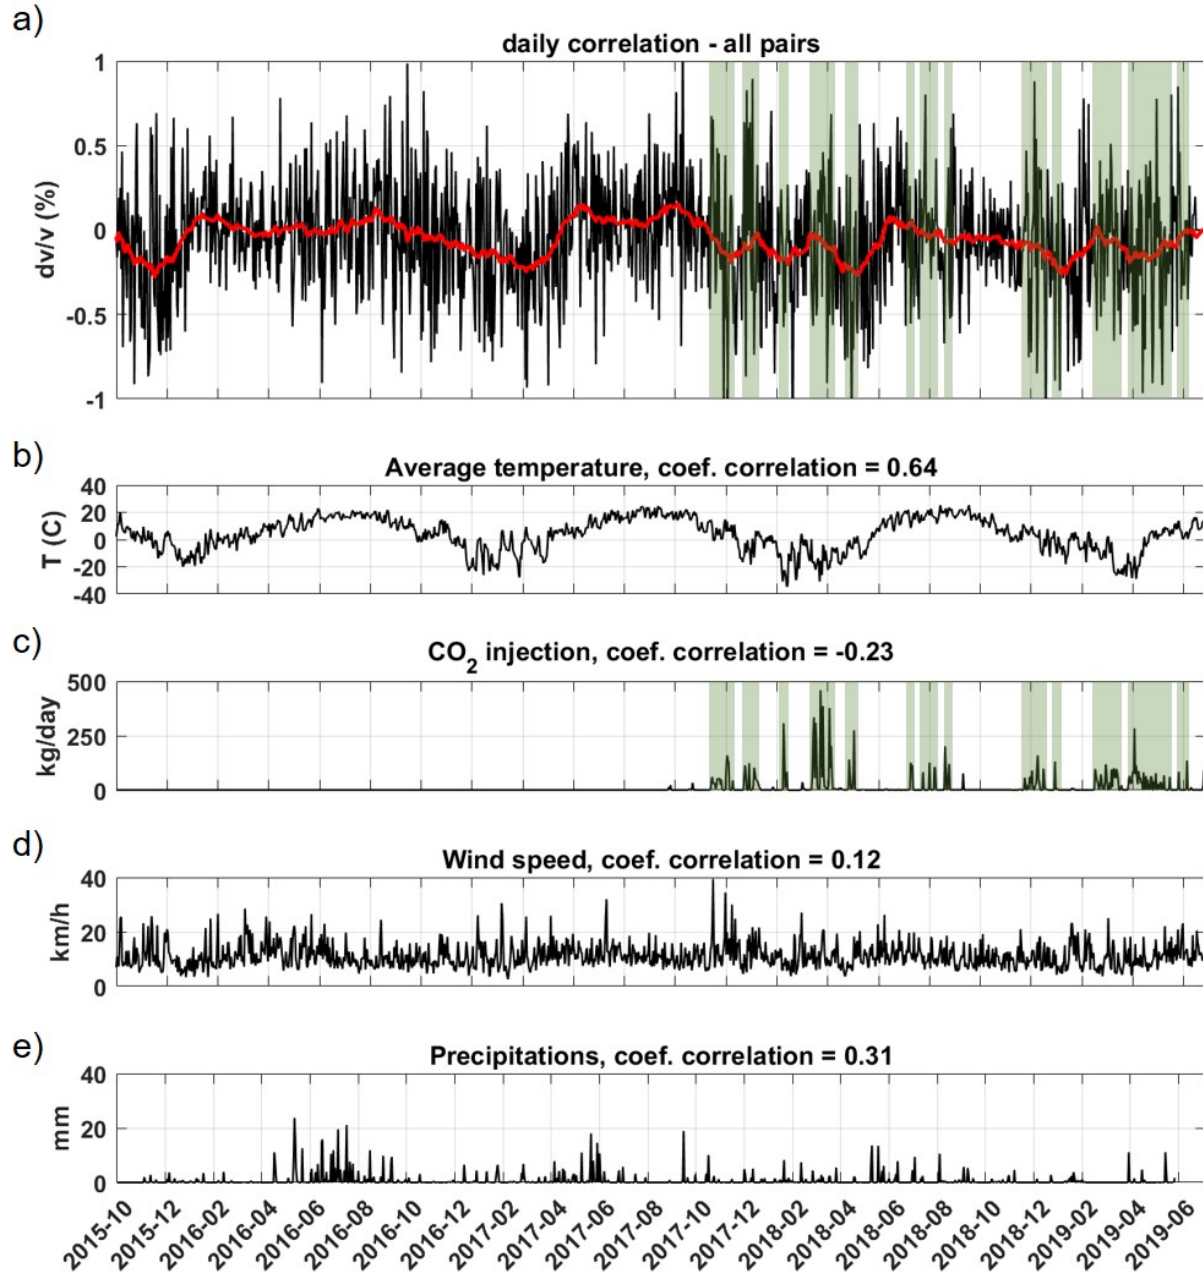 a)
daily correlation - all pairs
dv/v (%)
1
0.5
0
-0.5
-1
b)
Average temperature, coef. correlation = 0.64
T (C)
40
20
0
-20
-40
c)
CO2 injection, coef. correlation = -0.23
kg/day
500
250
0
d)
Wind speed, coef. correlation = 0.12
km/h
40
20
0
e)
Precipitations, coef. correlation = 0.31
mm
40
20
0
2015-10
2015-12
2016-02
2016-04
2016-06
2016-08
2016-10
2016-12
2017-02
2017-04
2017-06
2017-08
2017-10
2017-12
2018-02
2018-04
2018-06
2018-08
2018-10
2018-12
2019-02
2019-04
2019-06